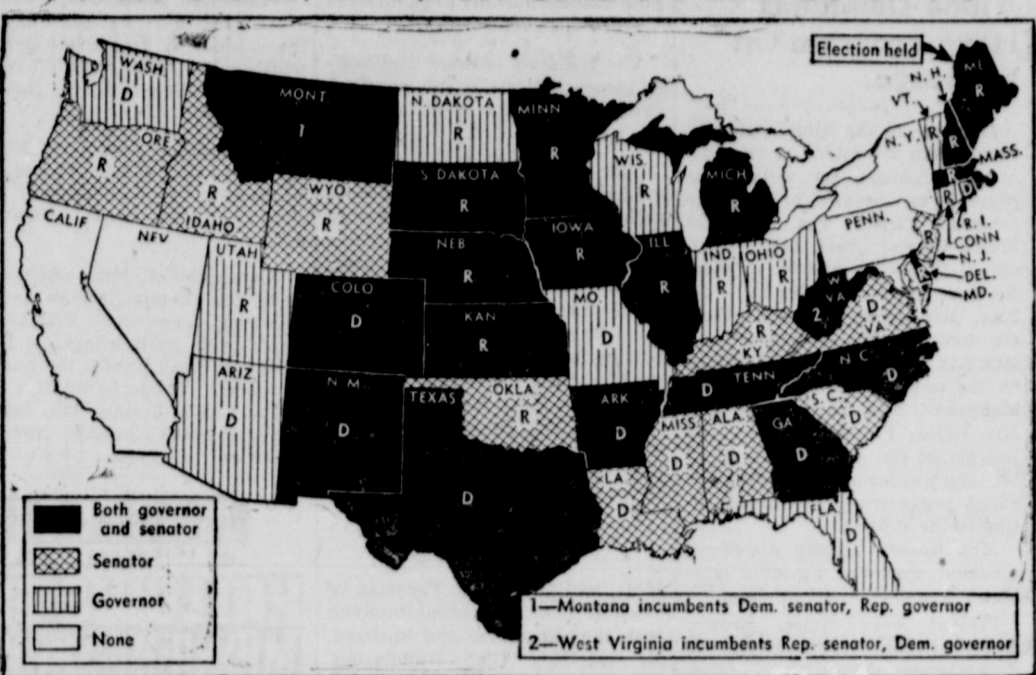 Election held
WASH.
D
MONT.
1
N. DAKOTA
R
MINN
R
ME.
R
N. H.
R
VT.
R
N. Y.
MASS.
R
ORE
R
IDAHO
R
WYO
R
S. DAKOTA
R
WIS.
R
MICH
R
R. I.
D
CONN
R
CALIF
NEV
UTAH
R
NEB
R
IOWA
R
ILL
R
IND
R
OHIO
R
PENN.
N. J.
R
DEL.
MD.
COLO
D
KAN
R
MO.
D
W.
VA
2
D
VA
R
KY
ARIZ
D
N. M.
D
TEXAS
D
OKLA
R
ARK
D
D TENN
N. C.
D
MISS
D
ALA.
D
GA
D
S. C.
D
LA
D
FLA.
D
Both governor
and senator
Senator
Governor
None
1—Montana incumbents Dem. senator, Rep. governor
2—West Virginia incumbents Rep. senator, Dem. governor